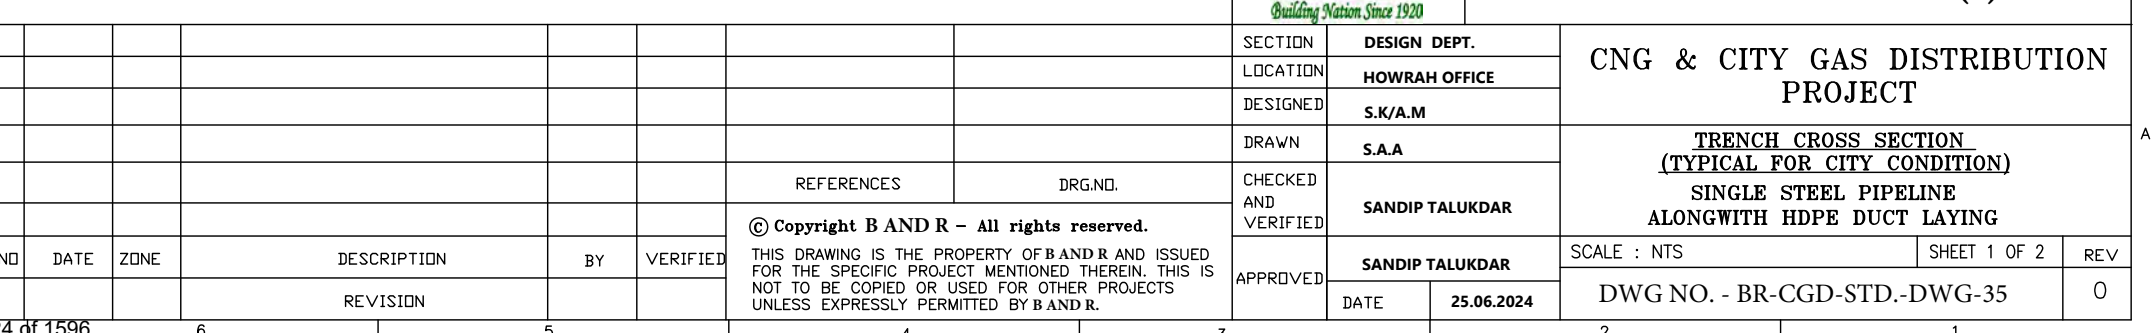 Building Nation Since 1920
SECTION DESIGN DEPT.
LOCATION HOWRAH OFFICE
DESIGNED S.K/A.M
DRAWN S.A.A
CHECKED AND VERIFIED SANDIP TALUKDAR
APPROVED SANDIP TALUKDAR
DATE 25.06.2024
CNG & CITY GAS DISTRIBUTION
PROJECT
TRENCH CROSS SECTION
(TYPICAL FOR CITY CONDITION)
SINGLE STEEL PIPELINE
ALONGWITH HDPE DUCT LAYING
SCALE : NTS SHEET 1 OF 2 REV
DWG NO. - BR-CGD-STD.-DWG-35 0
A
REFERENCES DRG.NO.
© Copyright B AND R – All rights reserved.
THIS DRAWING IS THE PROPERTY OF B AND R AND ISSUED
FOR THE SPECIFIC PROJECT MENTIONED THEREIN. THIS IS
NOT TO BE COPIED OR USED FOR OTHER PROJECTS
UNLESS EXPRESSLY PERMITTED BY B AND R.
NO DATE ZONE DESCRIPTION BY VERIFIED
REVISION
of 1596 6 5 4 3 2 1